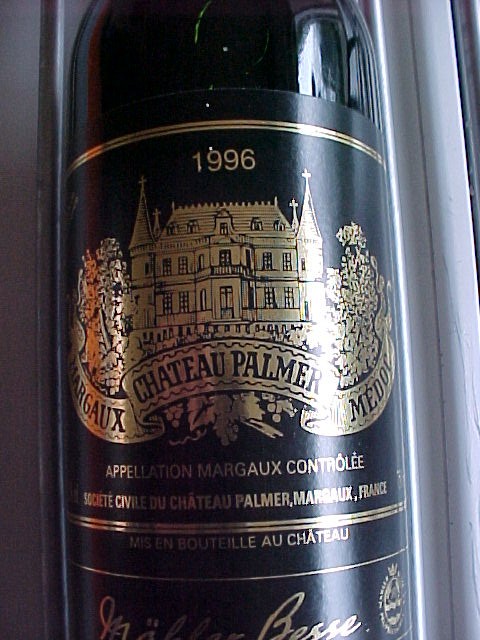 1996
CHATEAU PALMER
MARGAUX
MÉDOC
APPELLATION MARGAUX CONTRÔLÉE
SOCIÉTÉ CIVILE DU CHÂTEAU PALMER, MARGAUX, FRANCE
MIS EN BOUTEILLE AU CHÂTEAU
Mähler Besse